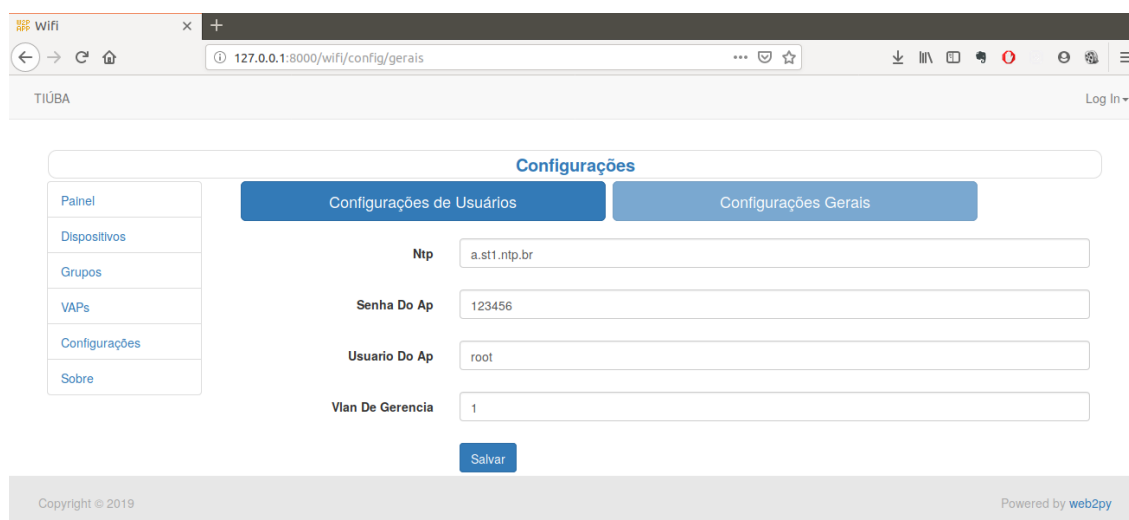 Wifi
127.0.0.1:8000/wifi/config/gerais
TIÚBA
Log In
Configurações
Painel
Dispositivos
Grupos
VAPs
Configurações
Sobre
Configurações de Usuários
Configurações Gerais
Ntp
a.st1.ntp.br
Senha Do Ap
123456
Usuario Do Ap
root
Vlan De Gerencia
1
Salvar
Copyright © 2019
Powered by web2py